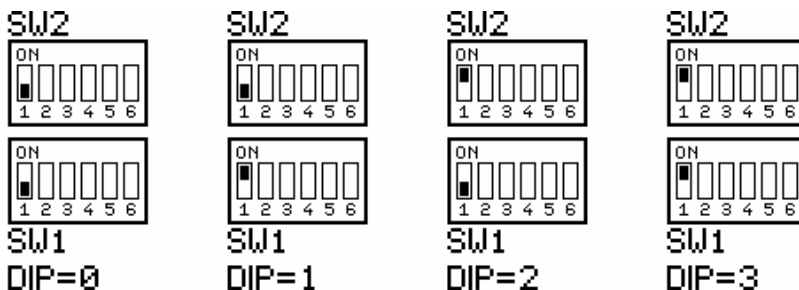 SW2 SW2 SW2 SW2
ON ON ON ON
1 2 3 4 5 6 1 2 3 4 5 6 1 2 3 4 5 6 1 2 3 4 5 6
ON ON ON ON
1 2 3 4 5 6 1 2 3 4 5 6 1 2 3 4 5 6 1 2 3 4 5 6
SW1 SW1 SW1 SW1
DIP=0 DIP=1 DIP=2 DIP=3